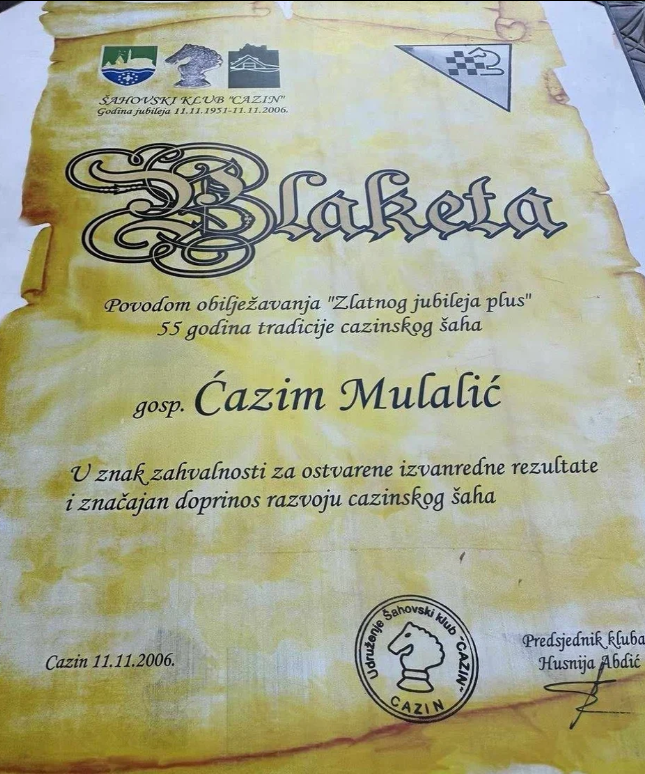 ŠAHOVSKI KLUB "CAZIN"
Godina jubileja 11.11.1951-11.11.2006.
Plaketa
Povodom obilježavanja "Zlatnog jubileja plus"
55 godina tradicije cazinskog šaha
gosp. Ćazim Mulalić
U znak zahvalnosti za ostvarene izvanredne rezultate
i značajan doprinos razvoju cazinskog šaha
Cazin 11.11.2006.
Udruženje Šahovski klub "CAZIN"
CAZIN
Predsjednik kluba
Husnija Abdić